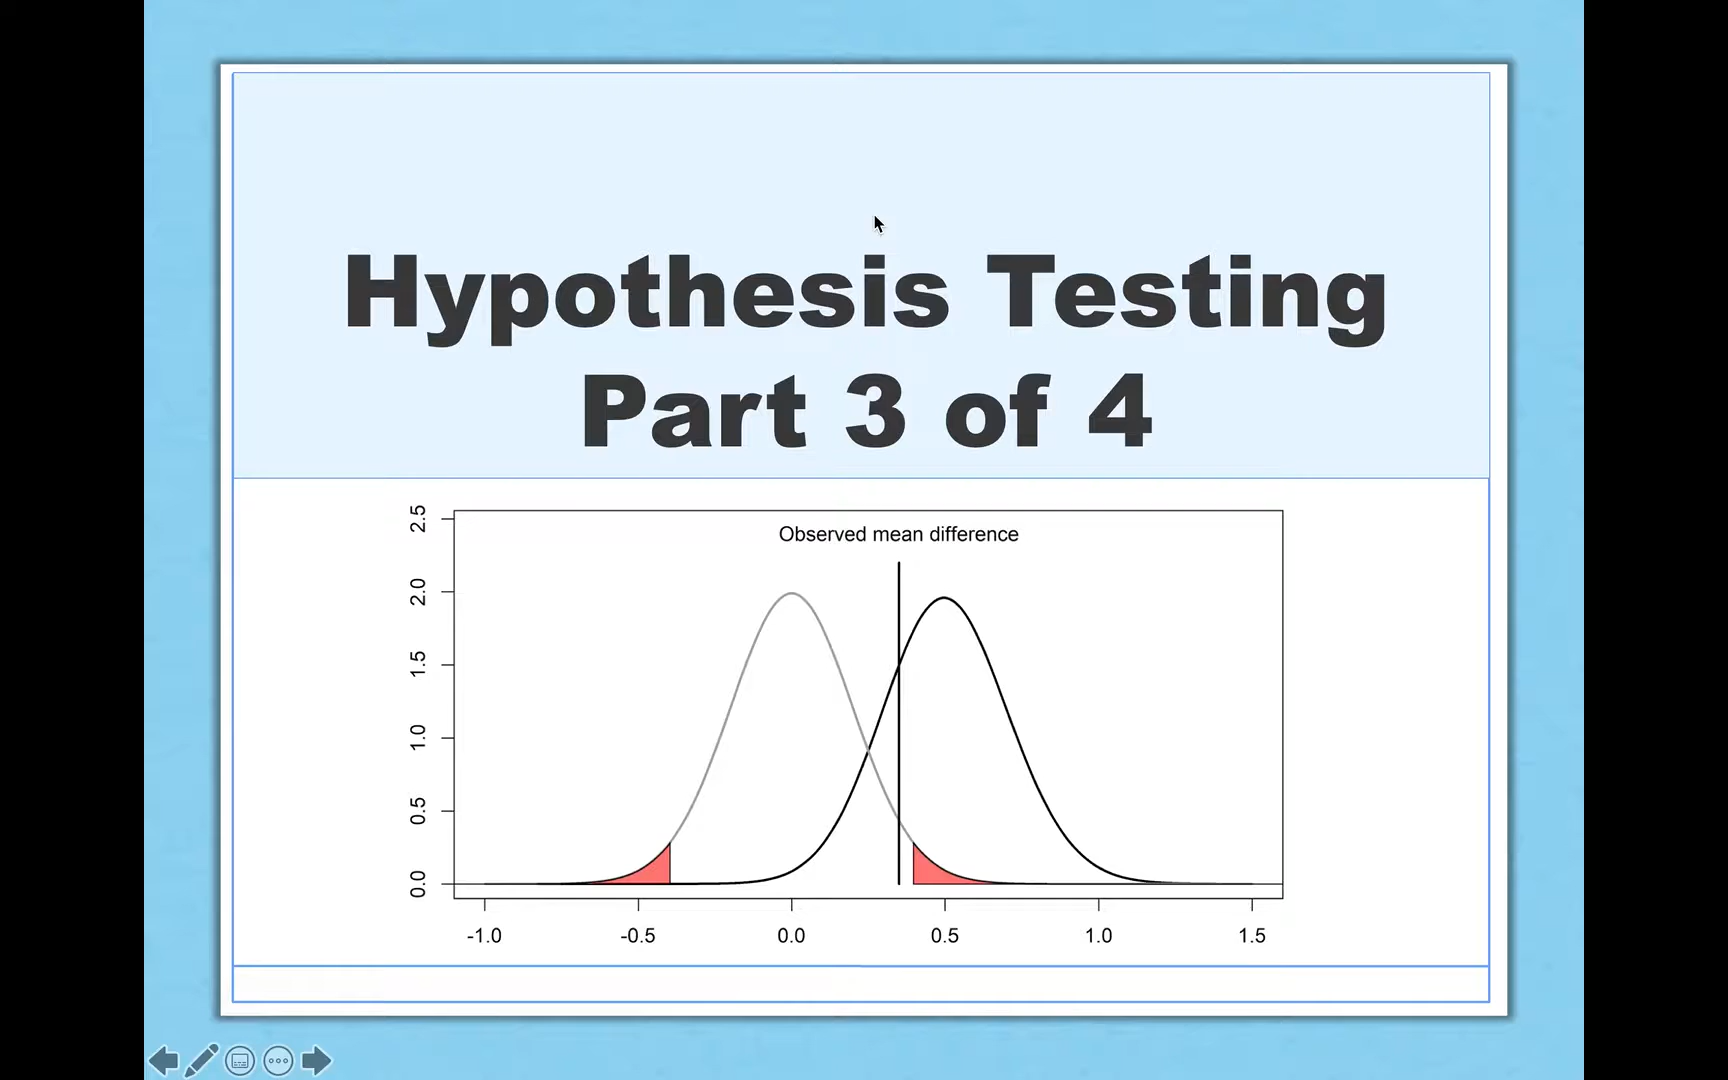 Hypothesis Testing
Part 3 of 4
Observed mean difference
2.5
2.0
1.5
1.0
0.5
0.0
-1.0 -0.5 0.0 0.5 1.0 1.5